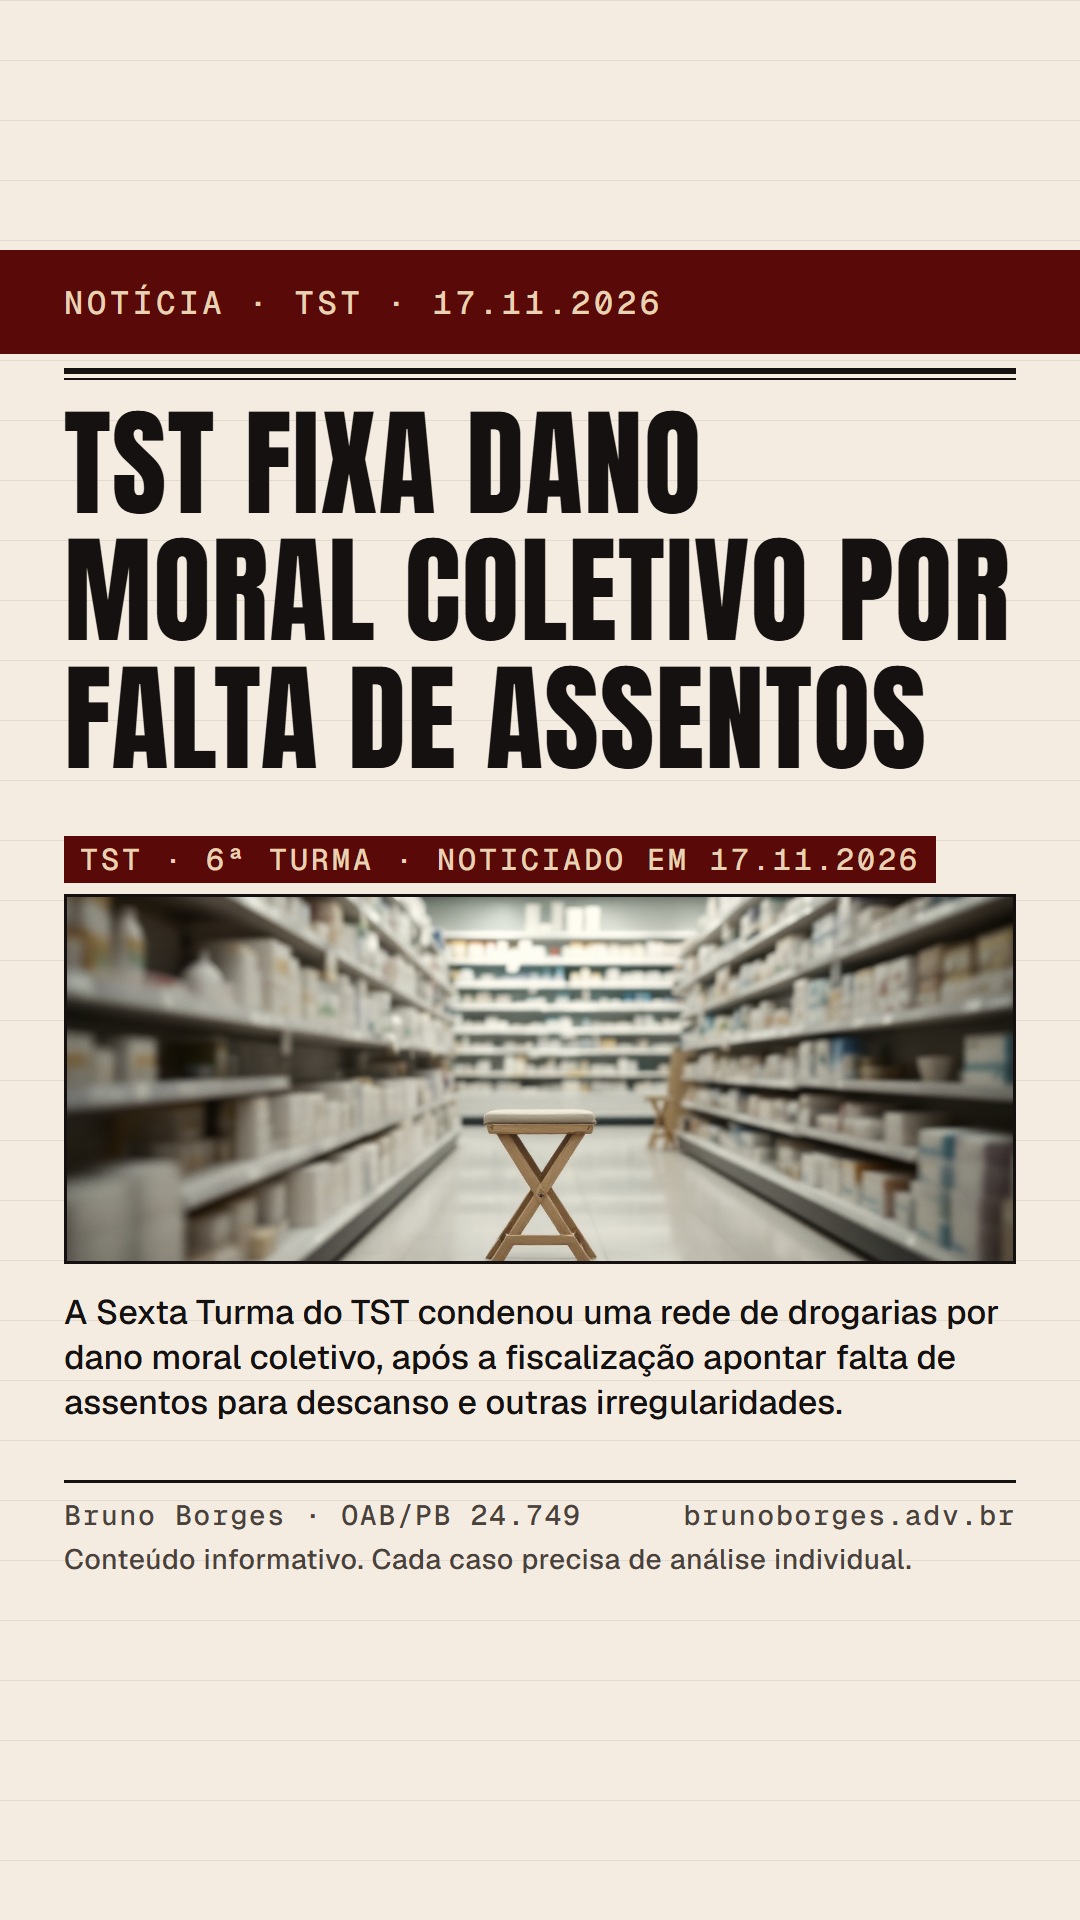 NOTÍCIA · TST · 17.11.2026
TST FIXA DANO
MORAL COLETIVO POR
FALTA DE ASSENTOS
TST · 6ª TURMA · NOTICIADO EM 17.11.2026
A Sexta Turma do TST condenou uma rede de drogarias por
dano moral coletivo, após a fiscalização apontar falta de
assentos para descanso e outras irregularidades.
Bruno Borges · OAB/PB 24.749 brunoborges.adv.br
Conteúdo informativo. Cada caso precisa de análise individual.